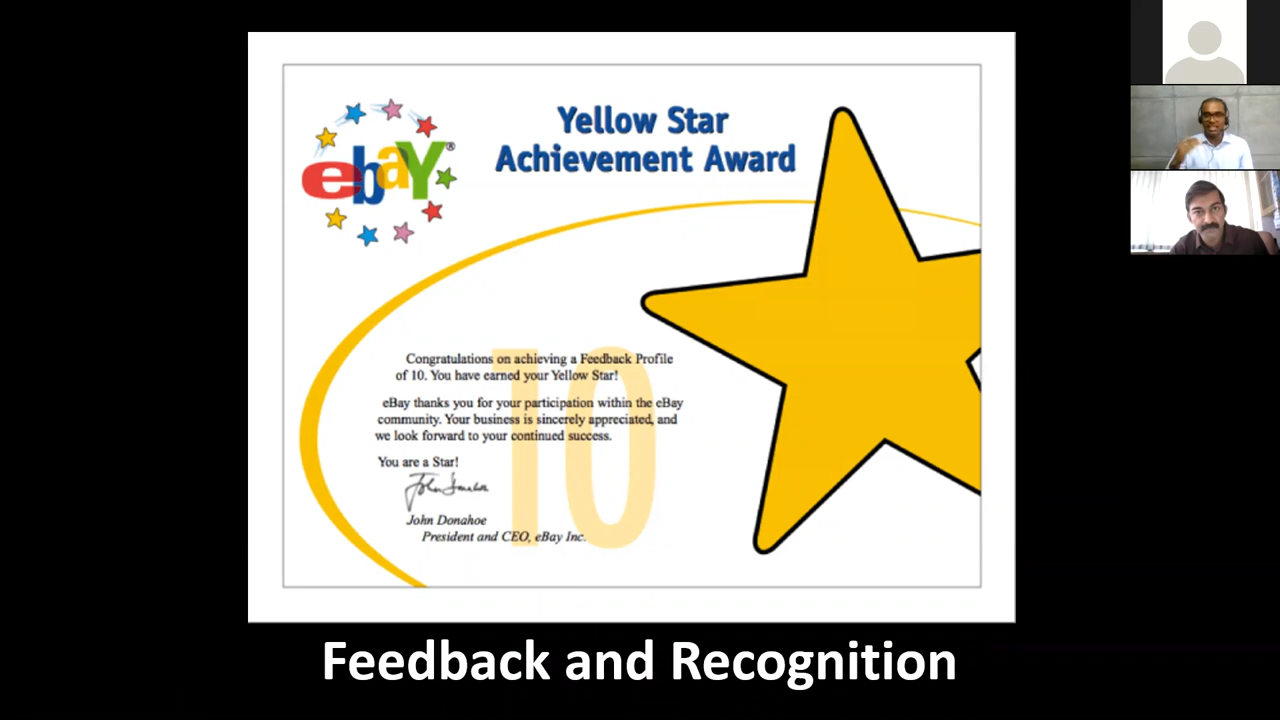 ebaY®
Yellow Star
Achievement Award
10
Congratulations on achieving a Feedback Profile
of 10. You have earned your Yellow Star!
eBay thanks you for your participation within the eBay
community. Your business is sincerely appreciated, and
we look forward to your continued success.
You are a Star!
John Donahoe
John Donahoe
President and CEO, eBay Inc.
Feedback and Recognition